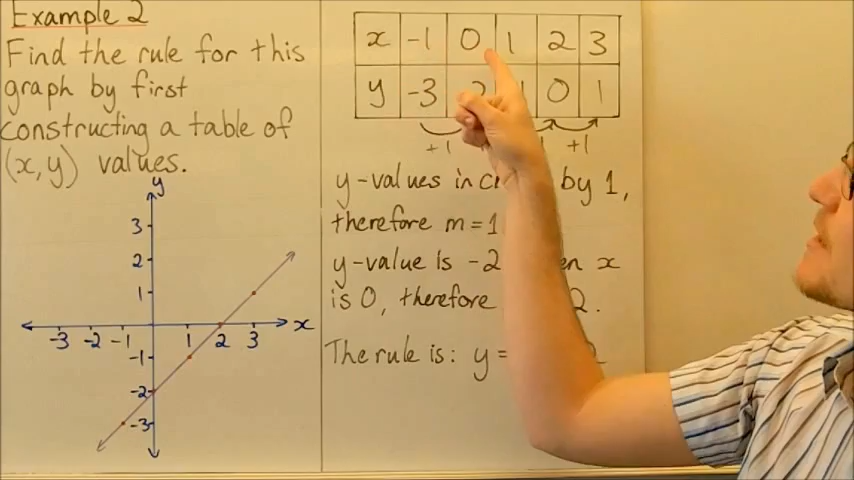 Example 2
Find the rule for this
graph by first
constructing a table of
(x, y) values.
y
3
2
1
-3 -2 -1 1 2 3 x
-1
-2
-3
x -1 0 1 2 3
y -3 0 1
+1 +1
y-values by 1,
therefore m=1
y-value is -2 x
is 0, therefore 2.
The rule is: y = 2